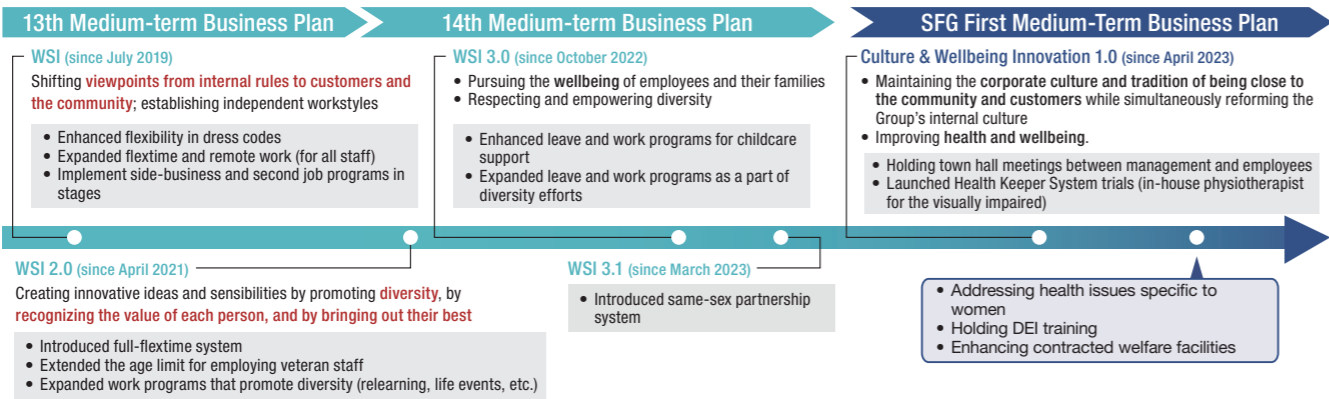 13th Medium-term Business Plan
14th Medium-term Business Plan
SFG First Medium-Term Business Plan
WSI (since July 2019)
Shifting viewpoints from internal rules to customers and
the community; establishing independent workstyles
• Enhanced flexibility in dress codes
• Expanded flextime and remote work (for all staff)
• Implement side-business and second job programs in
stages
WSI 3.0 (since October 2022)
• Pursuing the wellbeing of employees and their families
• Respecting and empowering diversity
• Enhanced leave and work programs for childcare
support
• Expanded leave and work programs as a part of
diversity efforts
Culture & Wellbeing Innovation 1.0 (since April 2023)
• Maintaining the corporate culture and tradition of being close to
the community and customers while simultaneously reforming the
Group's internal culture
• Improving health and wellbeing.
• Holding town hall meetings between management and employees
• Launched Health Keeper System trials (in-house physiotherapist
for the visually impaired)
WSI 2.0 (since April 2021)
Creating innovative ideas and sensibilities by promoting diversity, by
recognizing the value of each person, and by bringing out their best
• Introduced full-flextime system
• Extended the age limit for employing veteran staff
• Expanded work programs that promote diversity (relearning, life events, etc.)
WSI 3.1 (since March 2023)
• Introduced same-sex partnership
system
• Addressing health issues specific to
women
• Holding DEI training
• Enhancing contracted welfare facilities